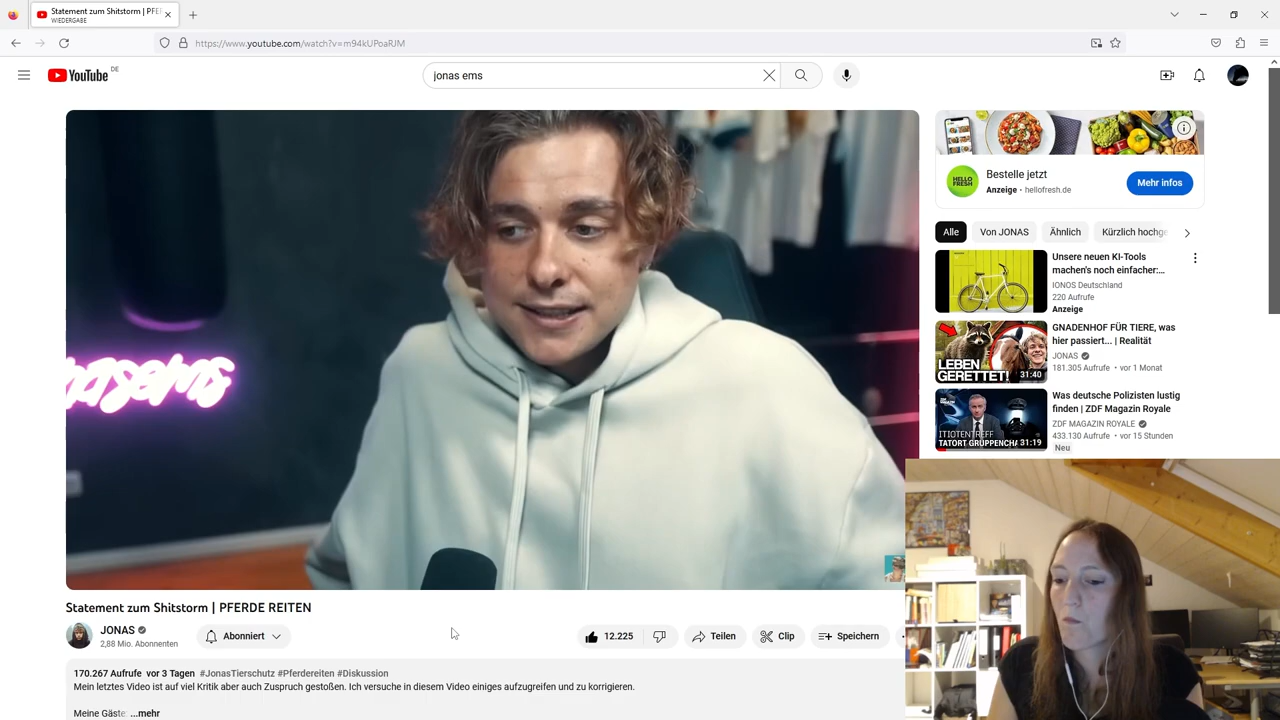 Statement zum Shitstorm | PFE
WIEDERGABE
https://www.youtube.com/watch?v=m94kUPoaRJM
YouTube DE
jonas ems
HELLO FRESH
Bestelle jetzt
Anzeige • hellofresh.de
Mehr infos
Alle
Von JONAS
Ähnlich
Kürzlich hochge
Unsere neuen KI-Tools
machen's noch einfacher:...
IONOS Deutschland
220 Aufrufe
Anzeige
LEBEN
GERETTET!
31:40
GNADENHOF FÜR TIERE, was
hier passiert... | Realität
JONAS
181.305 Aufrufe • vor 1 Monat
TATORT GRUPPENCHA
31:19
Was deutsche Polizisten lustig
finden | ZDF Magazin Royale
ZDF MAGAZIN ROYALE
433.130 Aufrufe • vor 15 Stunden
Neu
Statement zum Shitstorm | PFERDE REITEN
JONAS
2,88 Mio. Abonnenten
Abonniert
12.225
Teilen
Clip
Speichern
170.267 Aufrufe vor 3 Tagen #JonasTierschutz #Pferdereiten #Diskussion
Mein letztes Video ist auf viel Kritik aber auch Zuspruch gestoßen. Ich versuche in diesem Video einiges aufzugreifen und zu korrigieren.
Meine Gäste ...mehr